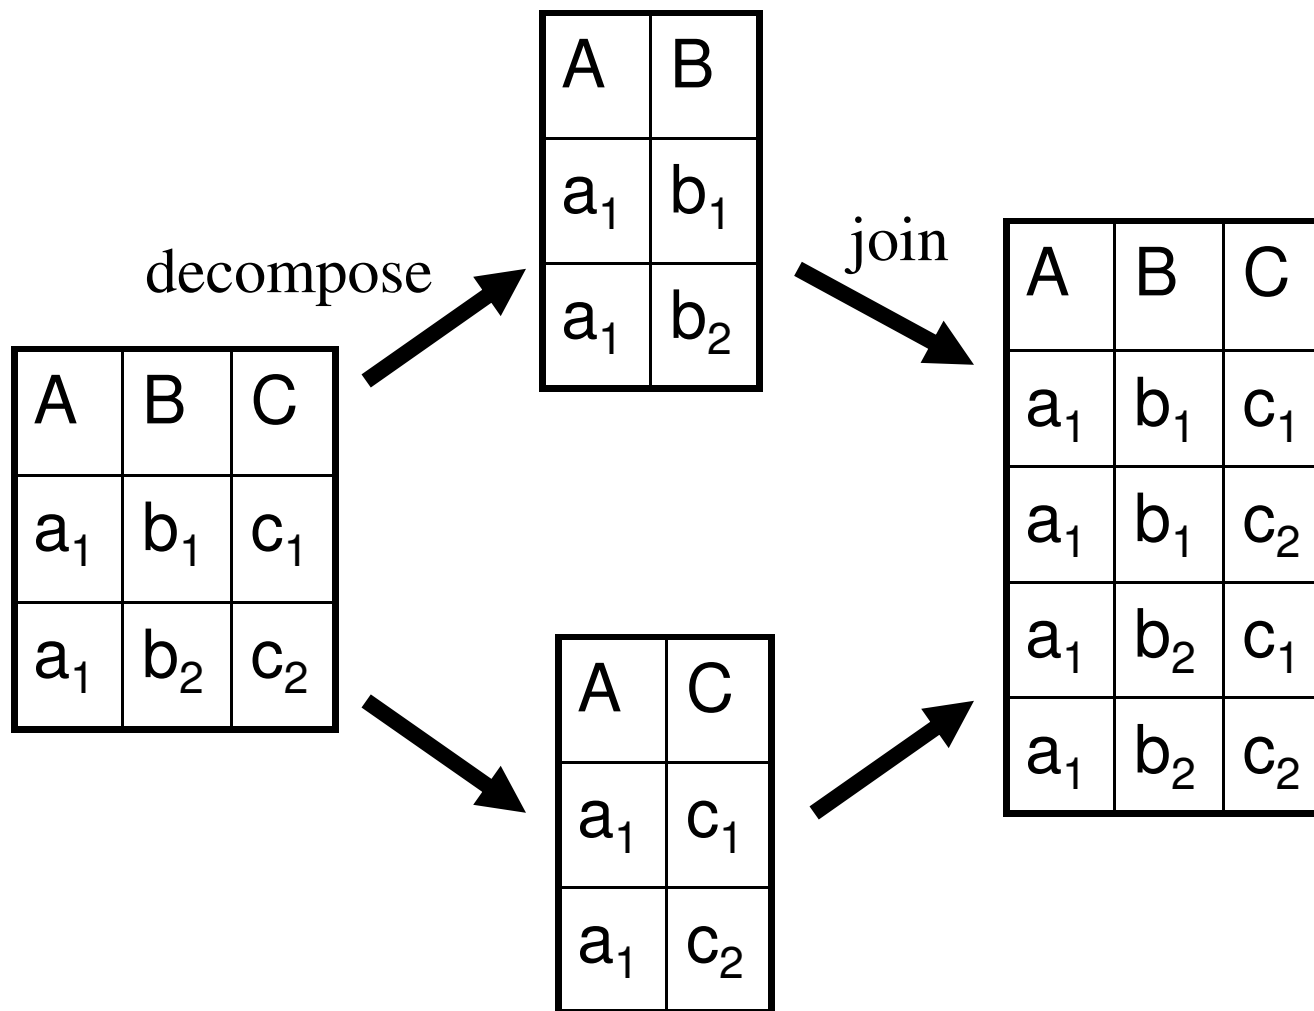 decompose
A B C
a₁ b₁ c₁
a₁ b₂ c₂
A B
a₁ b₁
a₁ b₂
A C
a₁ c₁
a₁ c₂
join
A B C
a₁ b₁ c₁
a₁ b₁ c₂
a₁ b₂ c₁
a₁ b₂ c₂